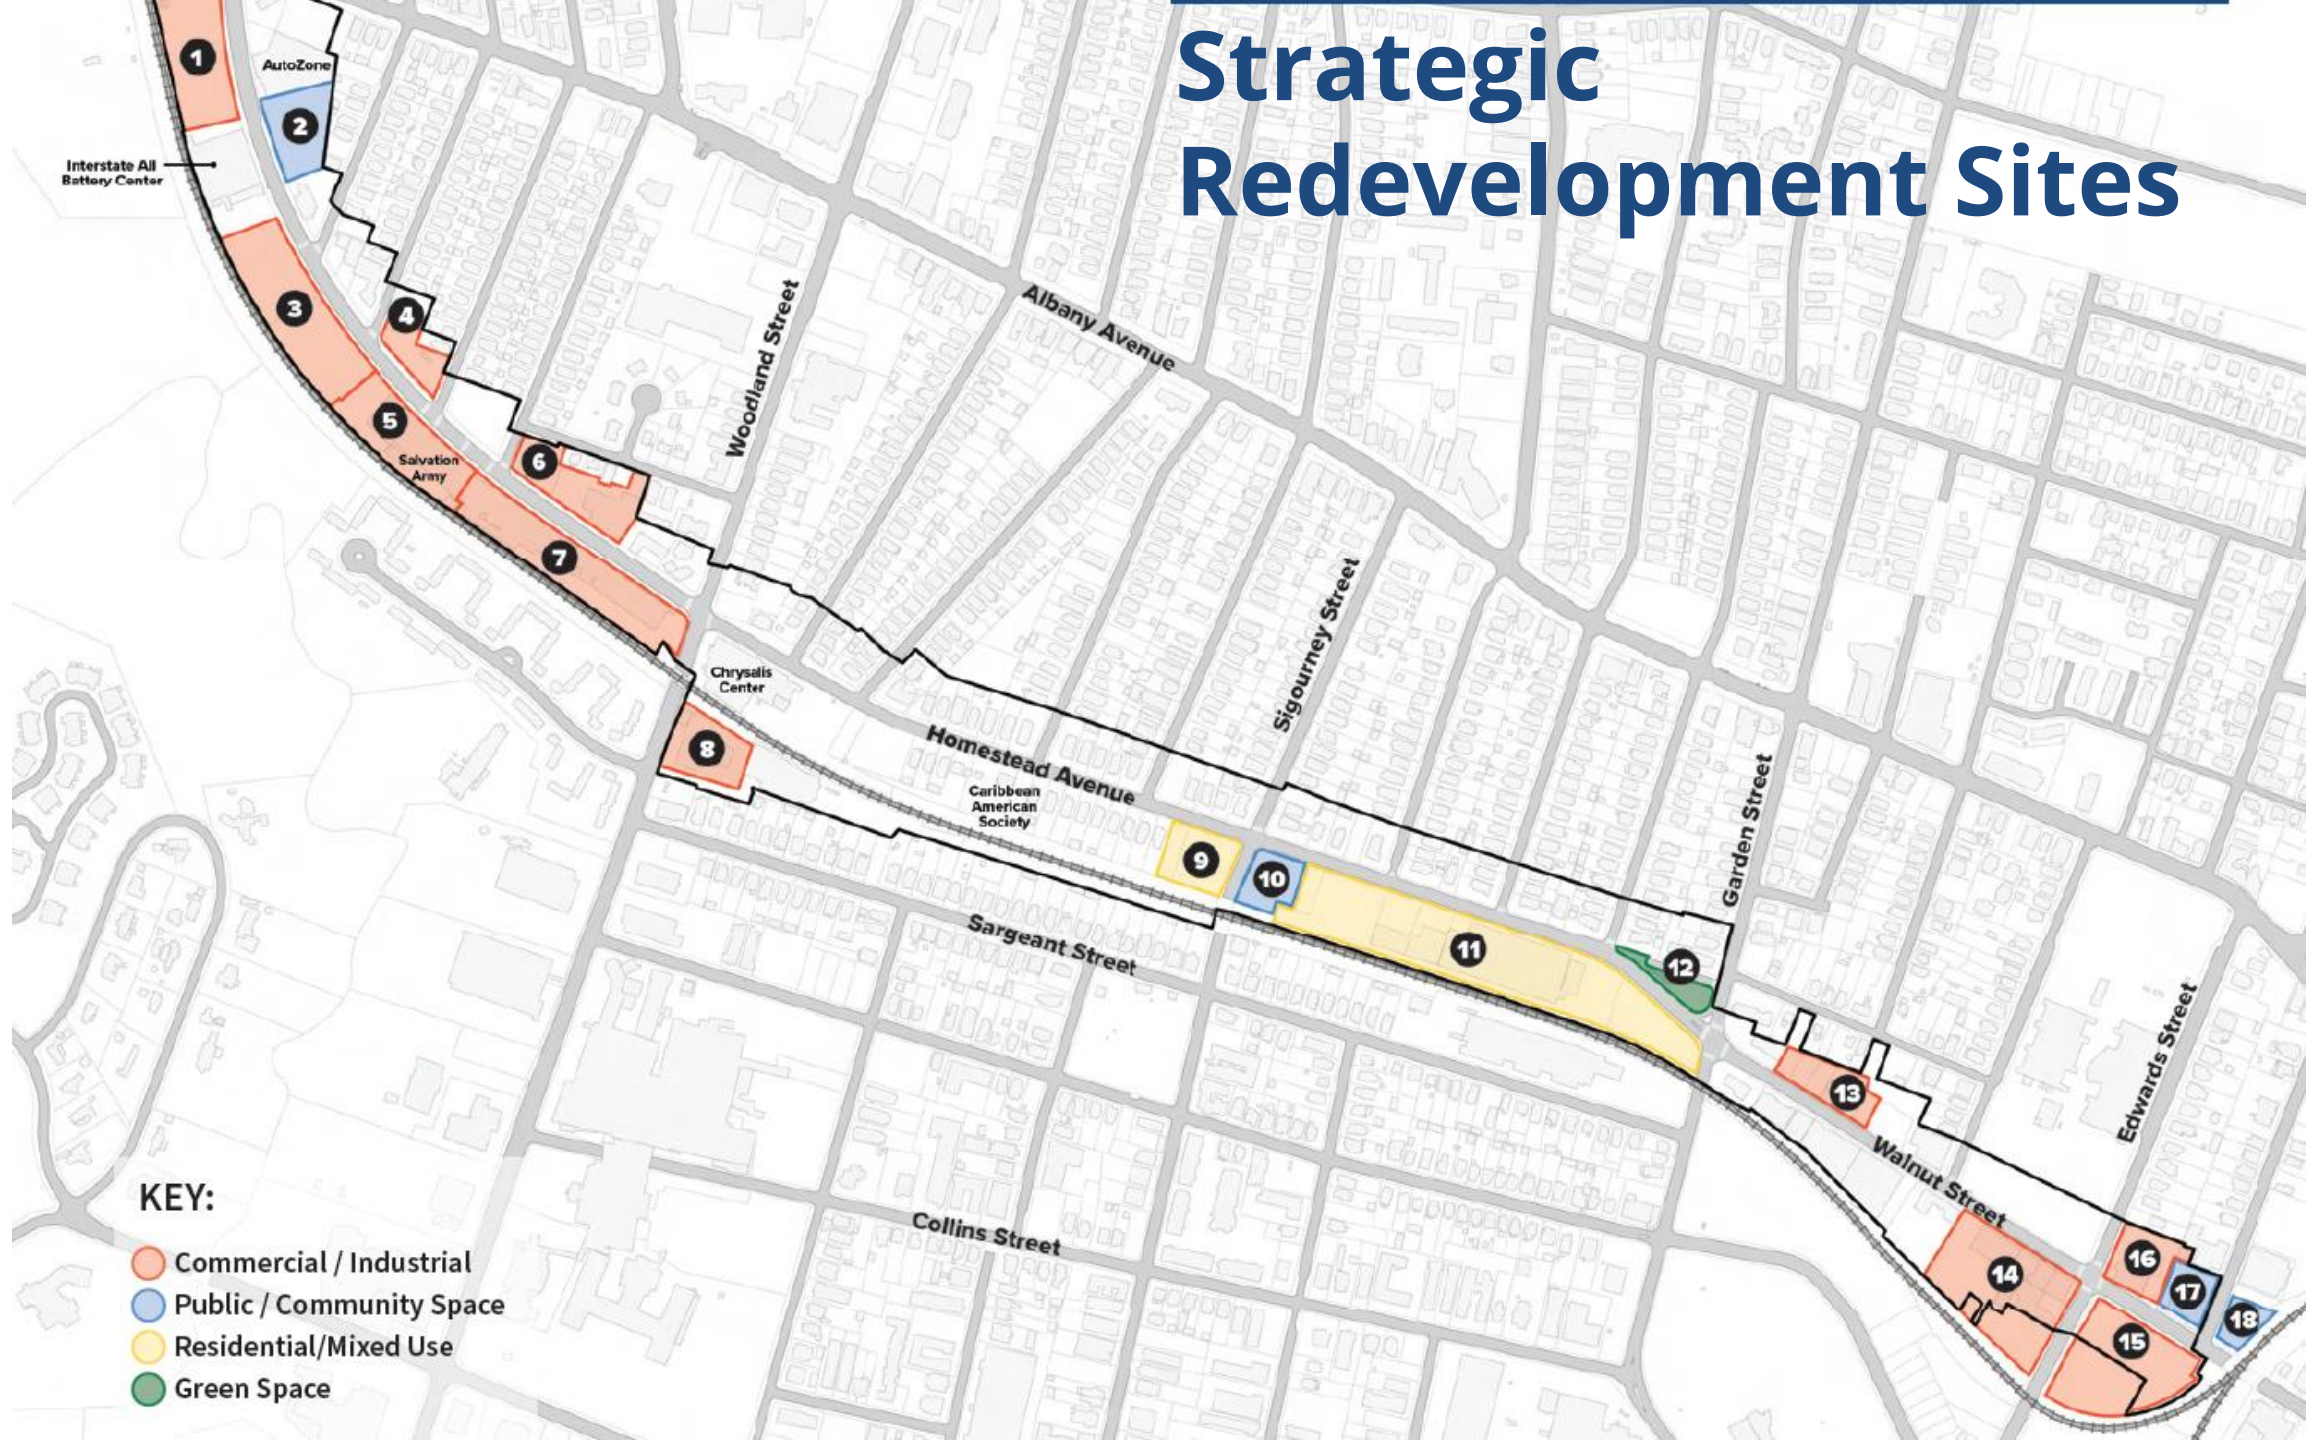 Strategic
Redevelopment Sites
1
AutoZone
2
Interstate All
Battery Center
3
4
5
Salvation
Army
6
7
Woodland Street
Albany Avenue
Chrysalis
Center
8
Homestead Avenue
Caribbean
American
Society
Sigourney Street
9
10
11
Sargeant Street
Garden Street
12
13
Edwards Street
Walnut Street
14
15
16
17
18
Collins Street
KEY:
Commercial / Industrial
Public / Community Space
Residential/Mixed Use
Green Space